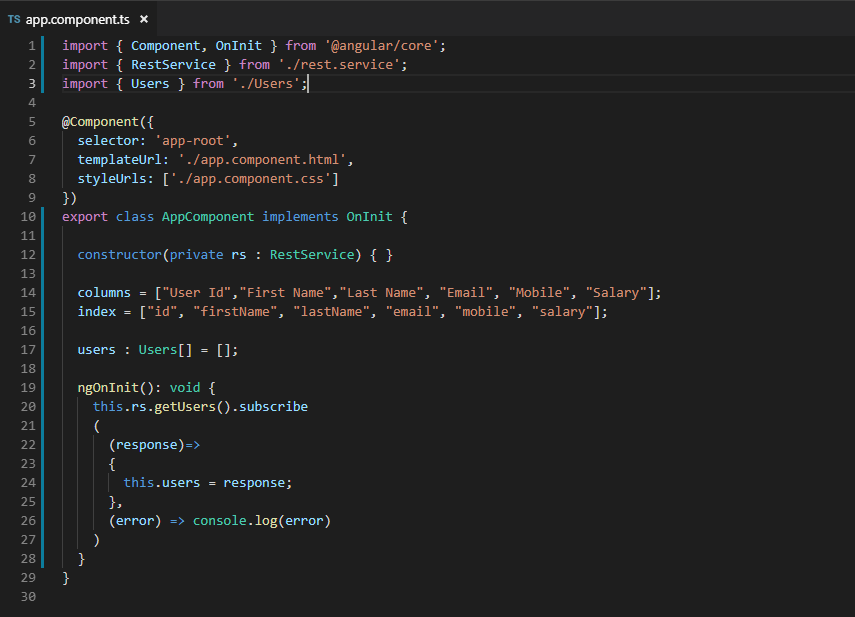 TS app.component.ts ×
1 import { Component, OnInit } from '@angular/core';
2 import { RestService } from './rest.service';
3 import { Users } from './Users';
4
5 @Component({
6   selector: 'app-root',
7   templateUrl: './app.component.html',
8   styleUrls: ['./app.component.css']
9 })
10 export class AppComponent implements OnInit {
11
12   constructor(private rs : RestService) { }
13
14   columns = ["User Id","First Name","Last Name", "Email", "Mobile", "Salary"];
15   index = ["id", "firstName", "lastName", "email", "mobile", "salary"];
16
17   users : Users[] = [];
18
19   ngOnInit(): void {
20     this.rs.getUsers().subscribe
21     (
22       (response)=>
23       {
24         this.users = response;
25       },
26       (error) => console.log(error)
27     )
28   }
29 }
30